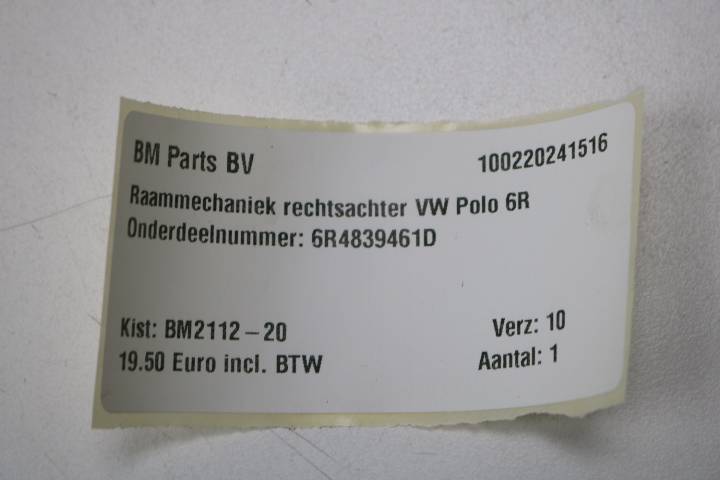 BM Parts BV
100220241516
Raammechaniek rechtsachter VW Polo 6R
Onderdeelnummer: 6R4839461D
Kist: BM2112-20
Verz: 10
19.50 Euro incl. BTW
Aantal: 1